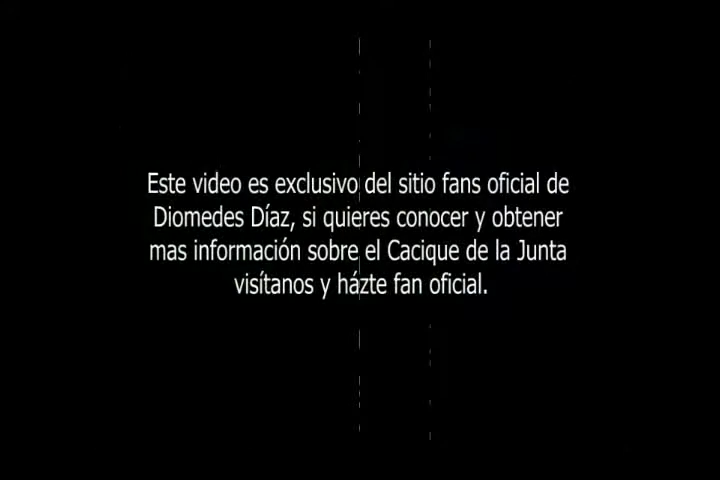 Este video es exclusivo del sitio fans oficial de
Diomedes Díaz, si quieres conocer y obtener
mas información sobre el Cacique de la Junta
visítanos y házte fan oficial.